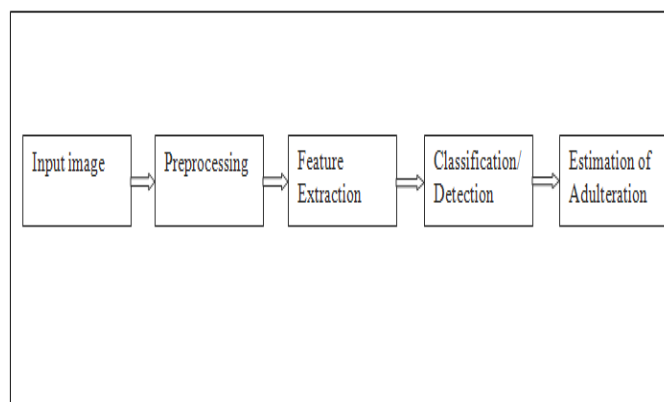 Input image
Preprocessing
Feature
Extraction
Classification/
Detection
Estimation of
Adulteration